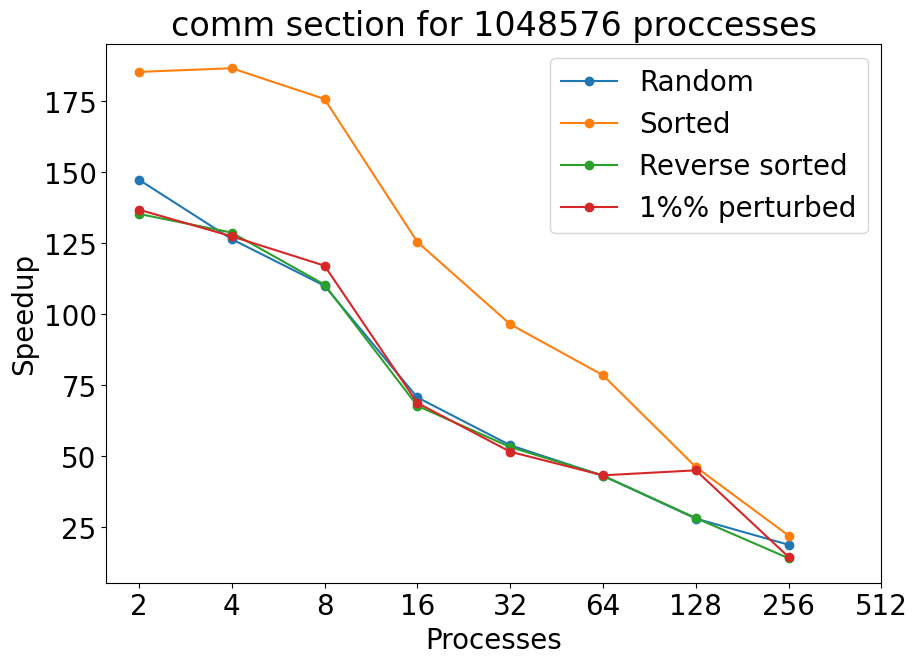 comm section for 1048576 proccesses
Random
Sorted
Reverse sorted
1%% perturbed
Speedup
175
150
125
100
75
50
25
2 4 8 16 32 64 128 256 512
Processes